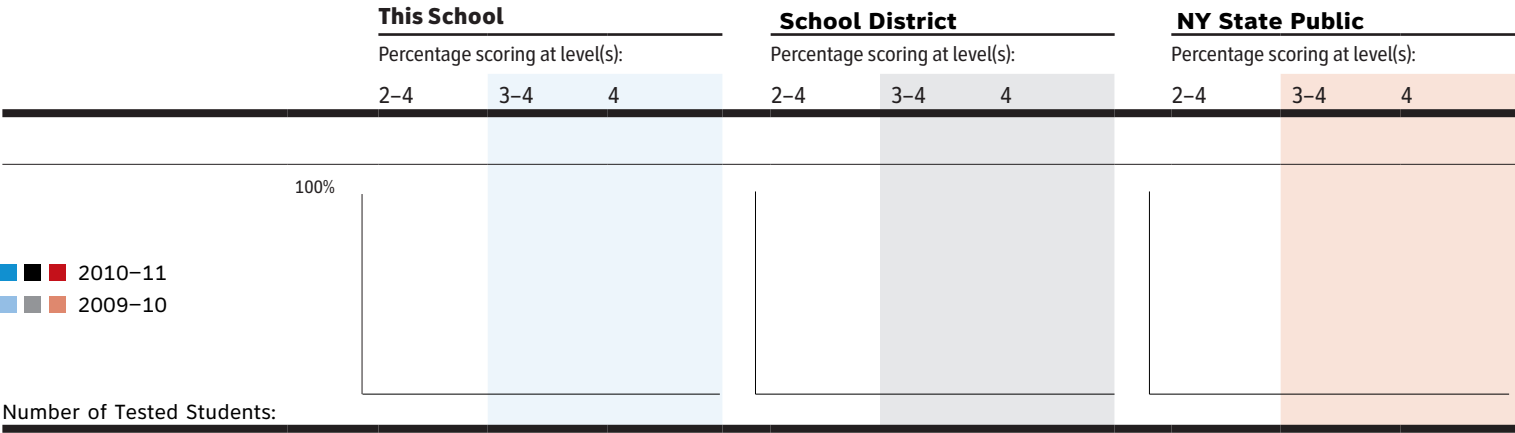 This School School District NY State Public
Percentage scoring at level(s): Percentage scoring at level(s): Percentage scoring at level(s):
2–4 3–4 4 2–4 3–4 4 2–4 3–4 4
100%
2010–11
2009–10
Number of Tested Students: